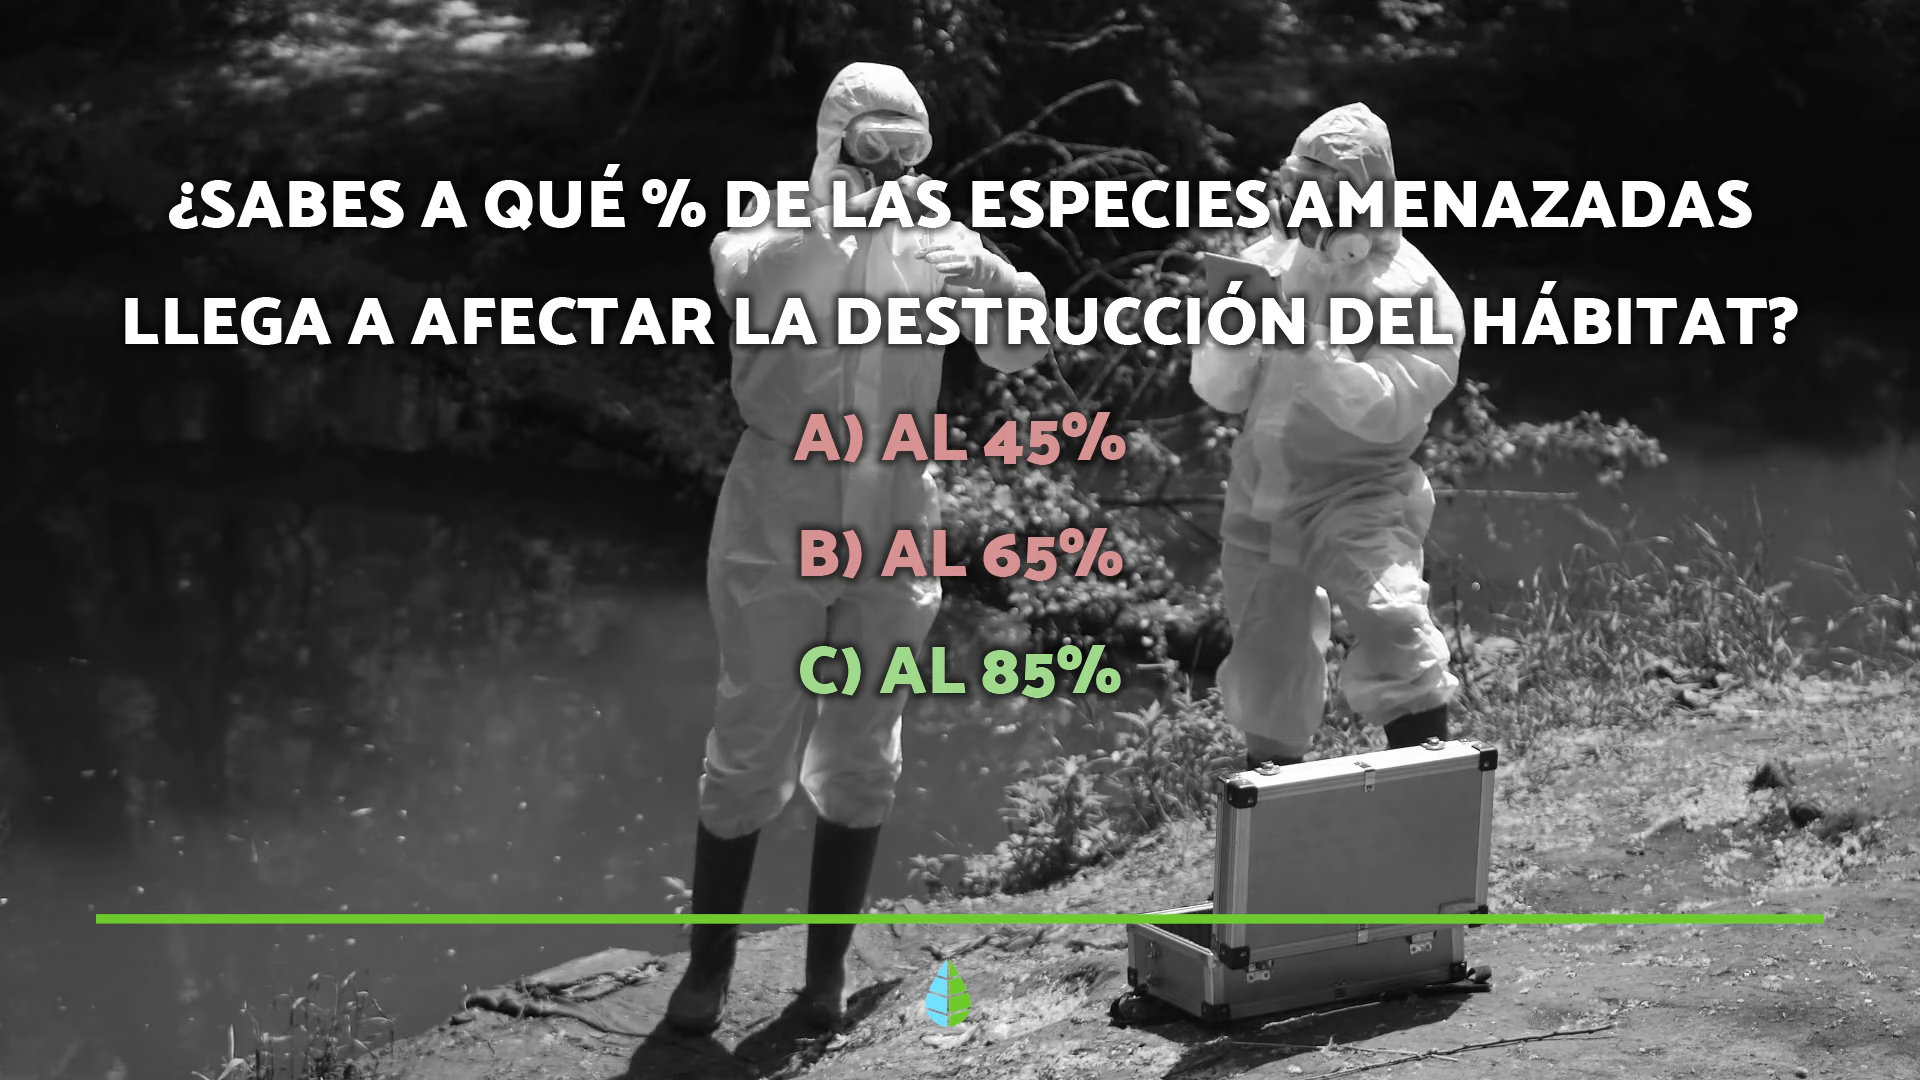 ¿SABES A QUÉ % DE LAS ESPECIES AMENAZADAS
LLEGA A AFECTAR LA DESTRUCCIÓN DEL HÁBITAT?
A) AL 45%
B) AL 65%
C) AL 85%